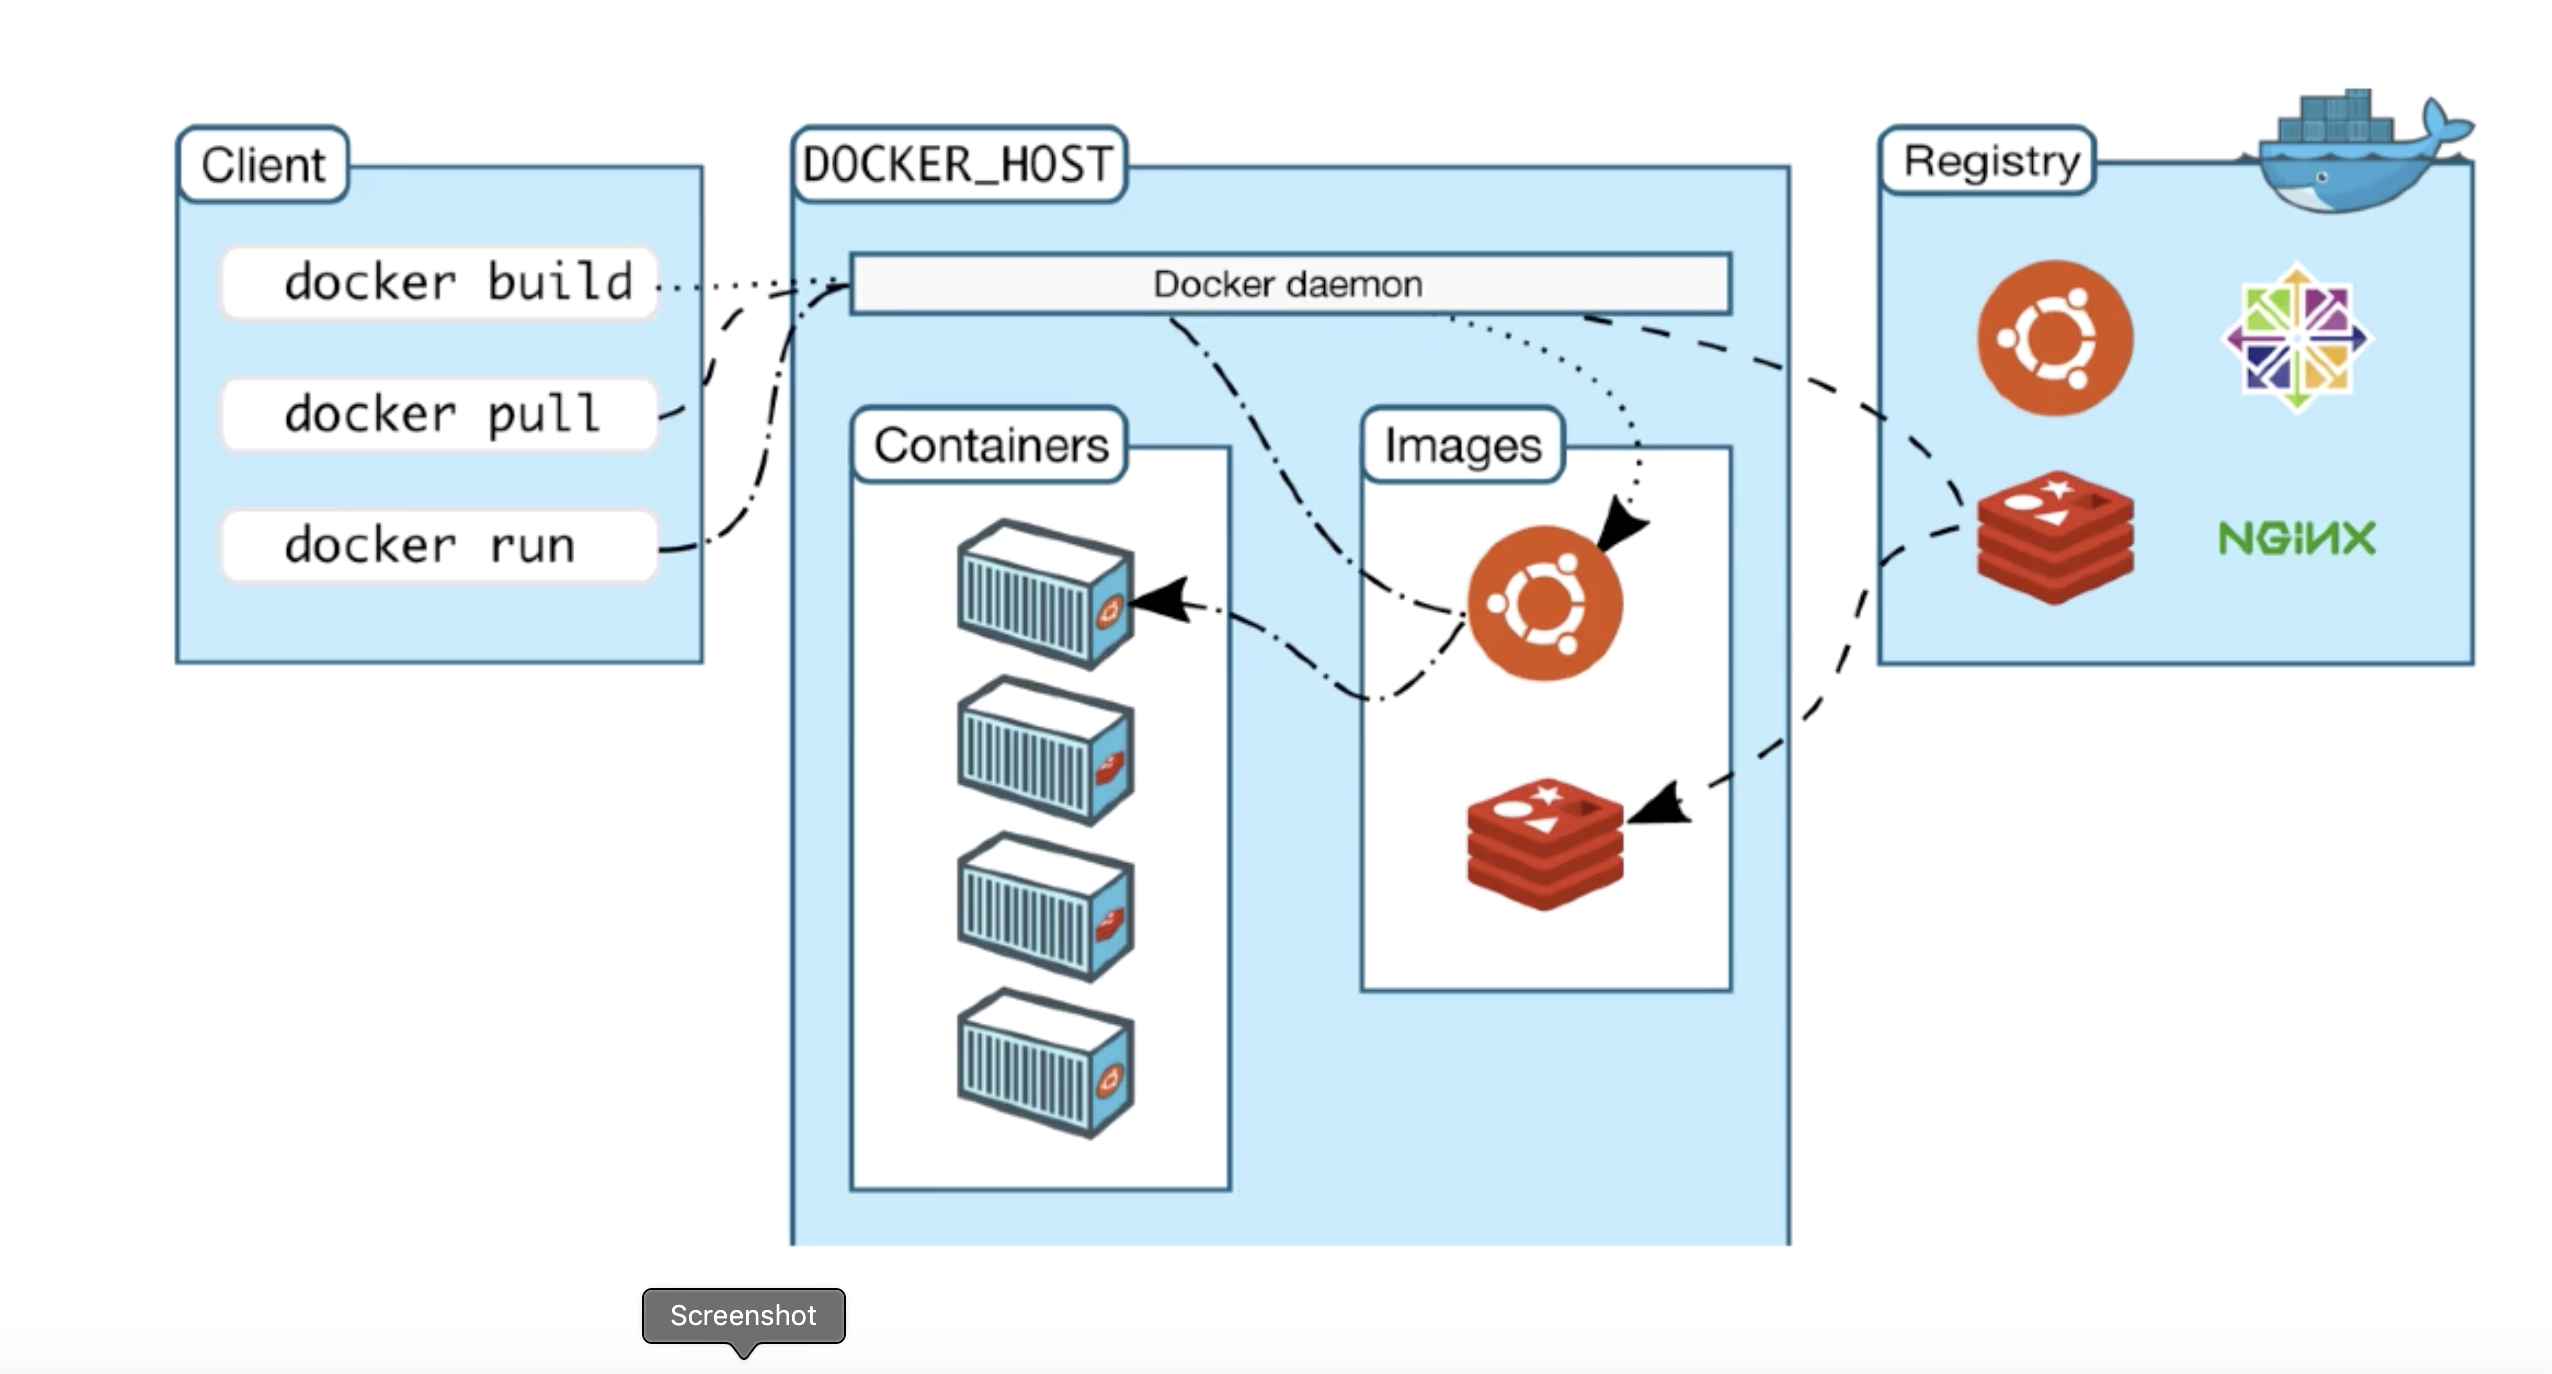 Client
docker build
docker pull
docker run
DOCKER_HOST
Docker daemon
Containers
Images
Registry
NGiNX
Screenshot